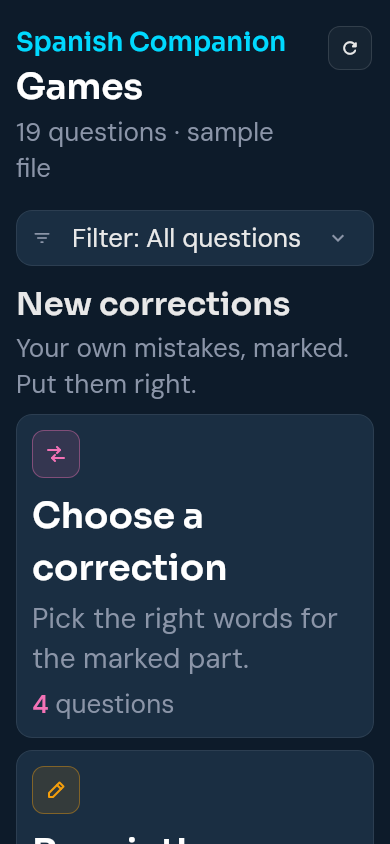 Spanish Companion
Games
19 questions · sample
file
Filter: All questions
New corrections
Your own mistakes, marked.
Put them right.
Choose a
correction
Pick the right words for
the marked part.
4 questions